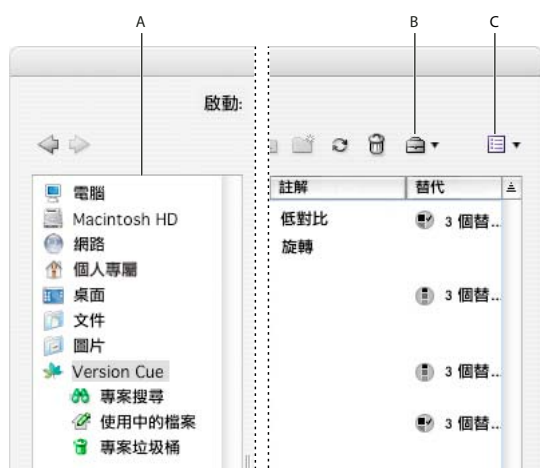 A
B
C
啟動:
電腦
Macintosh HD
網路
個人專屬
桌面
文件
圖片
Version Cue
專案搜尋
使用中的檔案
專案垃圾桶
註解
替代
低對比
3 個替...
旋轉
3 個替...
3 個替...
3 個替...